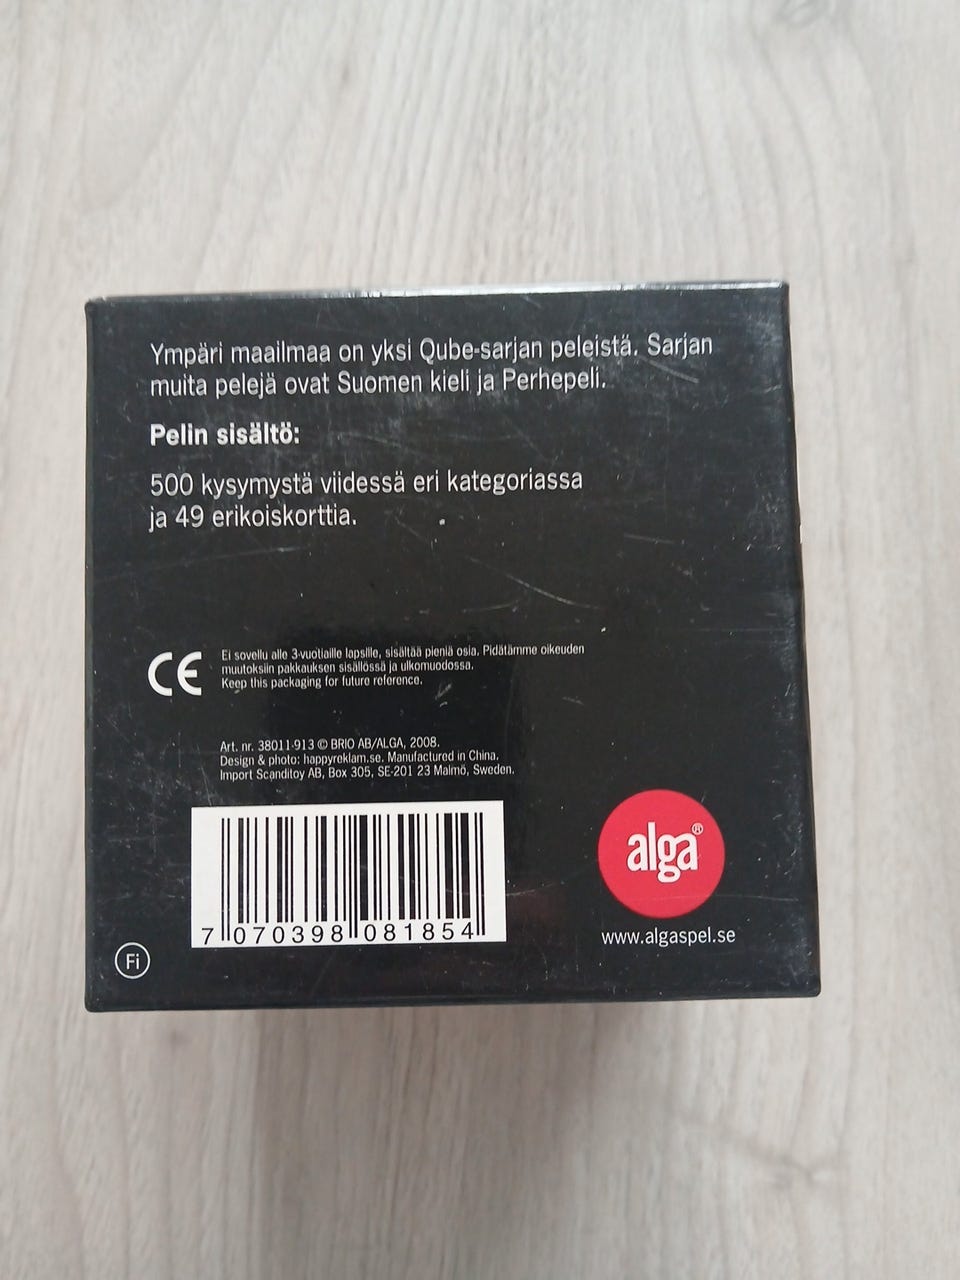 Ympäri maailmaa on yksi Qube-sarjan peleistä. Sarjan
muita pelejä ovat Suomen kieli ja Perhepeli.
Pelin sisältö:
500 kysymystä viidessä eri kategoriassa
ja 49 erikoiskorttia.
CE
Ei sovellu alle 3-vuotiaille lapsille, sisältää pieniä osia. Pidätämme oikeuden
muutoksiin pakkauksen sisällössä ja ulkomuodossa.
Keep this packaging for future reference.
Art. nr. 38011-913 © BRIO AB/ALGA, 2008.
Design & photo: happyreklam.se. Manufactured in China.
Import Scanditoy AB, Box 305, SE-201 23 Malmö, Sweden.
alga®
www.algaspel.se
7 070398 081854
Fi